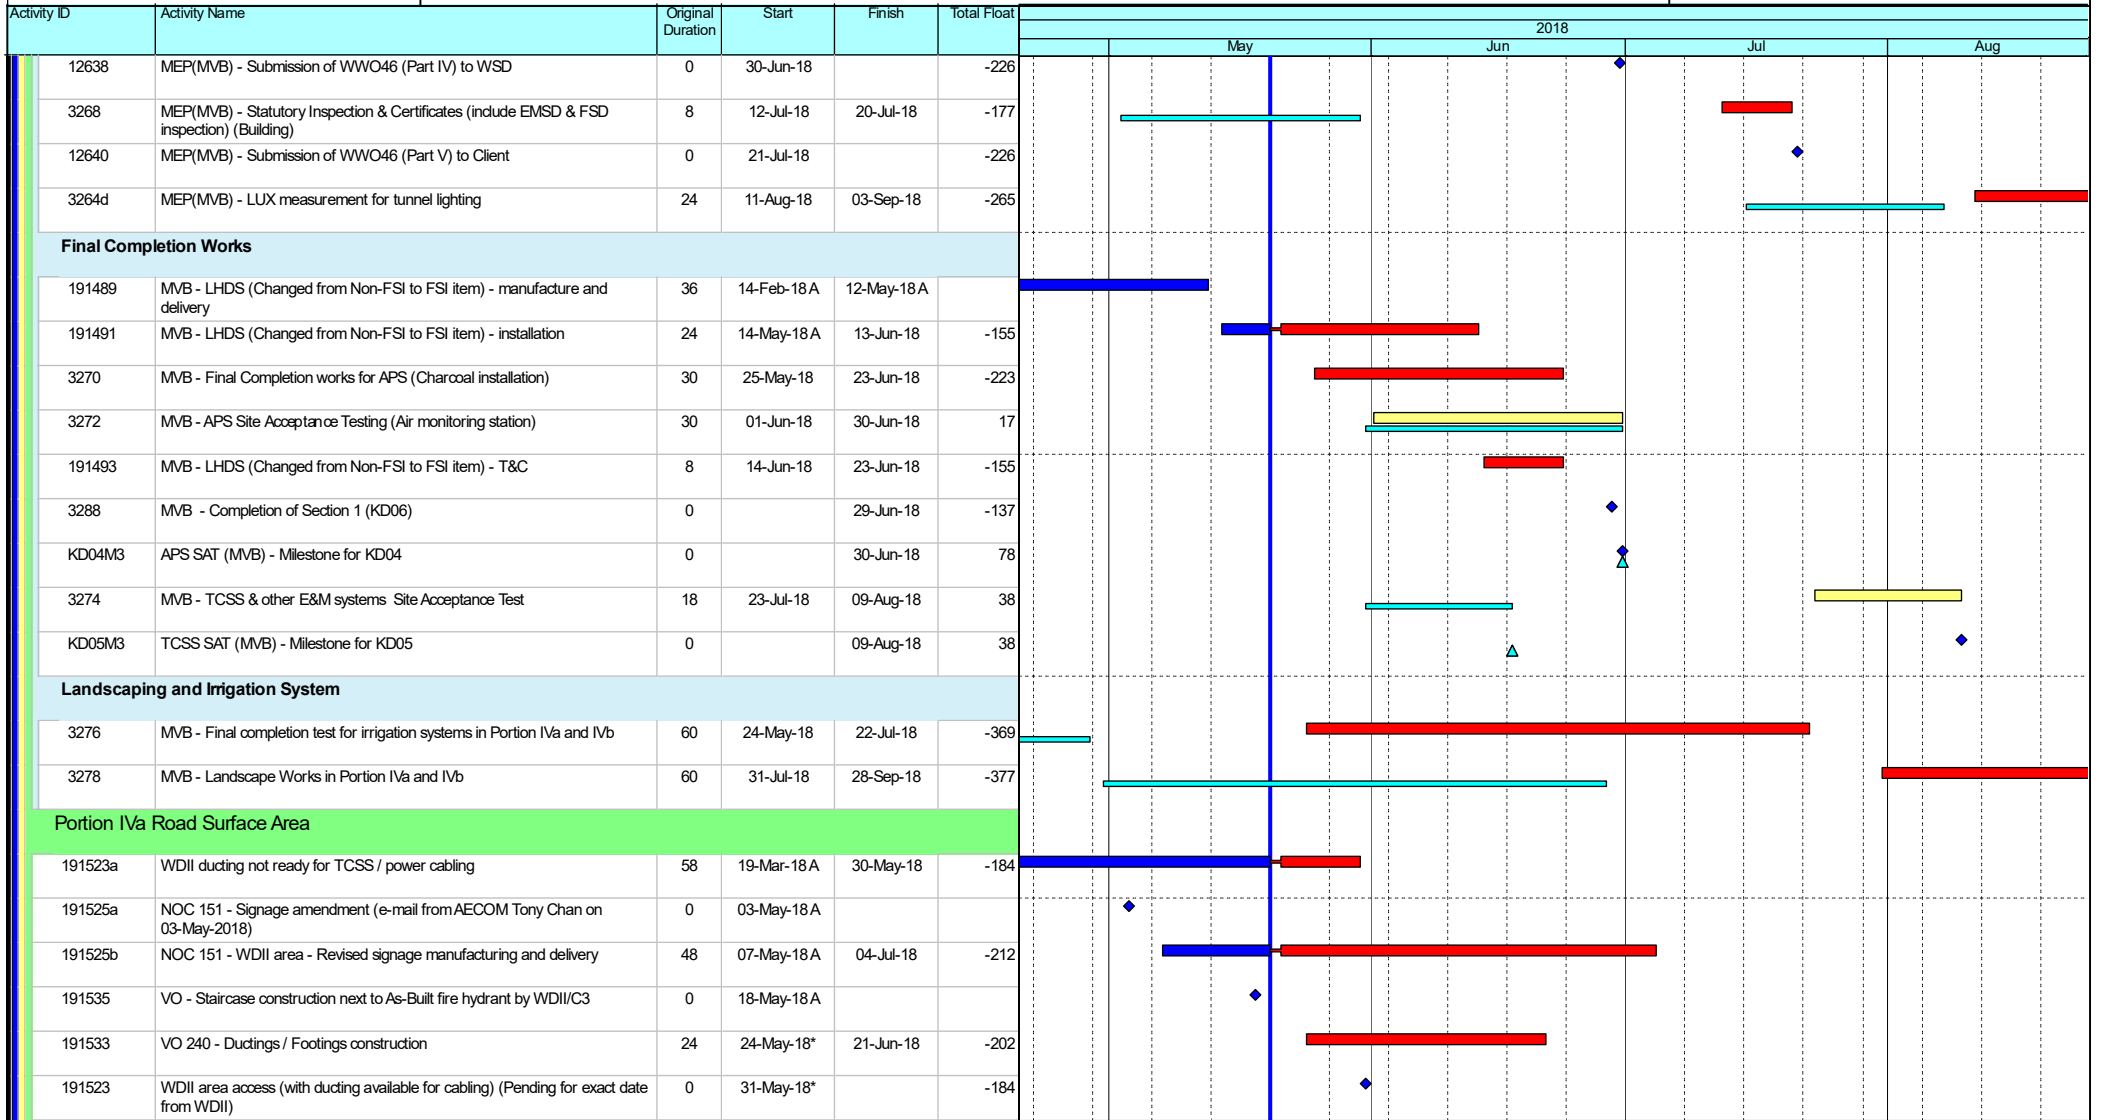 Activity ID Activity Name Original Start Finish Total Float
Duration
2018
May Jun Jul Aug
12638 MEP(MVB) - Submission of WWO46 (Part IV) to WSD 0 30-Jun-18 -226
3268 MEP(MVB) - Statutory Inspection & Certificates (include EMSD & FSD 8 12-Jul-18 20-Jul-18 -177
inspection) (Building)
12640 MEP(MVB) - Submission of WWO46 (Part V) to Client 0 21-Jul-18 -226
3264d MEP(MVB) - LUX measurement for tunnel lighting 24 11-Aug-18 03-Sep-18 -265
Final Completion Works
191489 MVB - LHDS (Changed from Non-FSI to FSI item) - manufacture and 36 14-Feb-18 A 12-May-18 A
delivery
191491 MVB - LHDS (Changed from Non-FSI to FSI item) - installation 24 14-May-18 A 13-Jun-18 -155
3270 MVB - Final Completion works for APS (Charcoal installation) 30 25-May-18 23-Jun-18 -223
3272 MVB - APS Site Acceptance Testing (Air monitoring station) 30 01-Jun-18 30-Jun-18 17
191493 MVB - LHDS (Changed from Non-FSI to FSI item) - T&C 8 14-Jun-18 23-Jun-18 -155
3288 MVB - Completion of Section 1 (KD06) 0 29-Jun-18 -137
KD04M3 APS SAT (MVB) - Milestone for KD04 0 30-Jun-18 78
3274 MVB - TCSS & other E&M systems Site Acceptance Test 18 23-Jul-18 09-Aug-18 38
KD05M3 TCSS SAT (MVB) - Milestone for KD05 0 09-Aug-18 38
Landscaping and Irrigation System
3276 MVB - Final completion test for irrigation systems in Portion IVa and IVb 60 24-May-18 22-Jul-18 -369
3278 MVB - Landscape Works in Portion IVa and IVb 60 31-Jul-18 28-Sep-18 -377
Portion IVa Road Surface Area
191523a WDII ducting not ready for TCSS / power cabling 58 19-Mar-18 A 30-May-18 -184
191525a NOC 151 - Signage amendment (e-mail from AECOM Tony Chan on 0 03-May-18 A
03-May-2018)
191525b NOC 151 - WDII area - Revised signage manufacturing and delivery 48 07-May-18 A 04-Jul-18 -212
191535 VO - Staircase construction next to As-Built fire hydrant by WDII/C3 0 18-May-18 A
191533 VO 240 - Ductings / Footings construction 24 24-May-18* 21-Jun-18 -202
191523 WDII area access (with ducting available for cabling) (Pending for exact date 0 31-May-18* -184
from WDII)